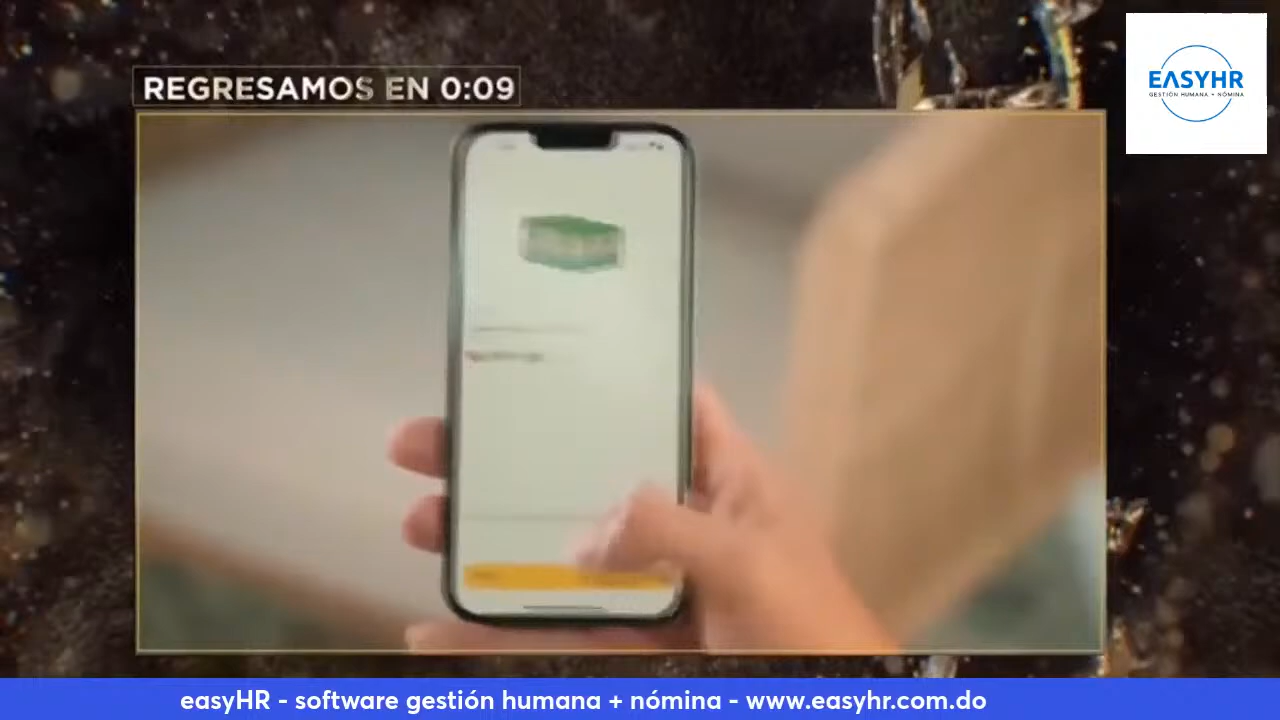 REGRESAMOS EN 0:09
EASYHR
GESTIÓN HUMANA + NÓMINA
easyHR - software gestión humana + nómina - www.easyhr.com.do